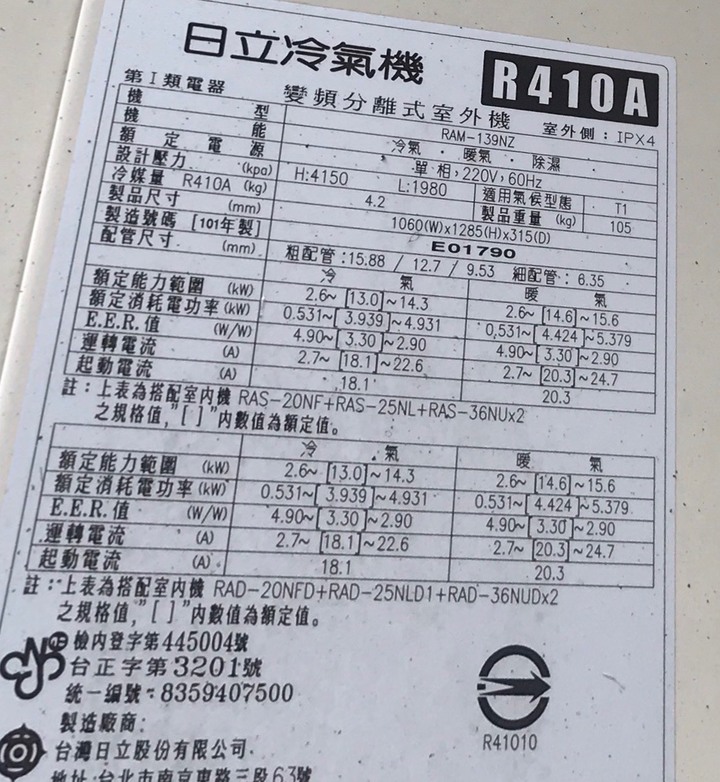 日立冷氣機 R410A
第I類電器 變頻分離式室外機 室外側：IPX4
機型 RAM-139NZ
機能 冷氣．暖氣．除濕
額定電源 單相，220V，60Hz
設計壓力 (kpa) H:4150 L:1980 適用氣侯型態 T1
冷媒量 R410A (kg) 4.2 製品重量 (kg) 105
製品尺寸 (mm) 1060(W)x1285(H)x315(D)
製造號碼 [101年製] E01790
配管尺寸 (mm) 粗配管：15.88 / 12.7 / 9.53 細配管：6.35
冷氣 暖氣
額定能力範圍 (kW) 2.6~[13.0]~14.3 2.6~[14.6]~15.6
額定消耗電功率(kW) 0.531~[3.939]~4.931 0.531~[4.424]~5.379
E.E.R.值 (W/W) 4.90~[3.30]~2.90 4.90~[3.30]~2.90
運轉電流 (A) 2.7~[18.1]~22.6 2.7~[20.3]~24.7
起動電流 (A) 18.1 20.3
註：上表為搭配室內機 RAS-20NF+RAS-25NL+RAS-36NUx2
之規格值，"[ ]"內數值為額定值。
冷氣 暖氣
額定能力範圍 (kW) 2.6~[13.0]~14.3 2.6~[14.6]~15.6
額定消耗電功率(kW) 0.531~[3.939]~4.931 0.531~[4.424]~5.379
E.E.R.值 (W/W) 4.90~[3.30]~2.90 4.90~[3.30]~2.90
運轉電流 (A) 2.7~[18.1]~22.6 2.7~[20.3]~24.7
起動電流 (A) 18.1 20.3
註：上表為搭配室內機 RAD-20NFD+RAD-25NLD1+RAD-36NUDx2
之規格值，"[ ]"內數值為額定值。
正 檢內登字第445004號
台正字第3201號
統一編號：8359407500
R41010
製造廠商:
台灣日立股份有限公司
地址:台北市南京東路三段63號